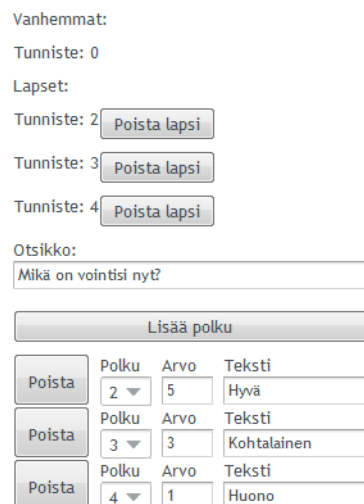 Vanhemmat:
Tunniste: 0
Lapset:
Tunniste: 2 Poista lapsi
Tunniste: 3 Poista lapsi
Tunniste: 4 Poista lapsi
Otsikko:
Mikä on vointisi nyt?
Lisää polku
Polku Arvo Teksti
Poista 2 5 Hyvä
Polku Arvo Teksti
Poista 3 3 Kohtalainen
Polku Arvo Teksti
Poista 4 1 Huono